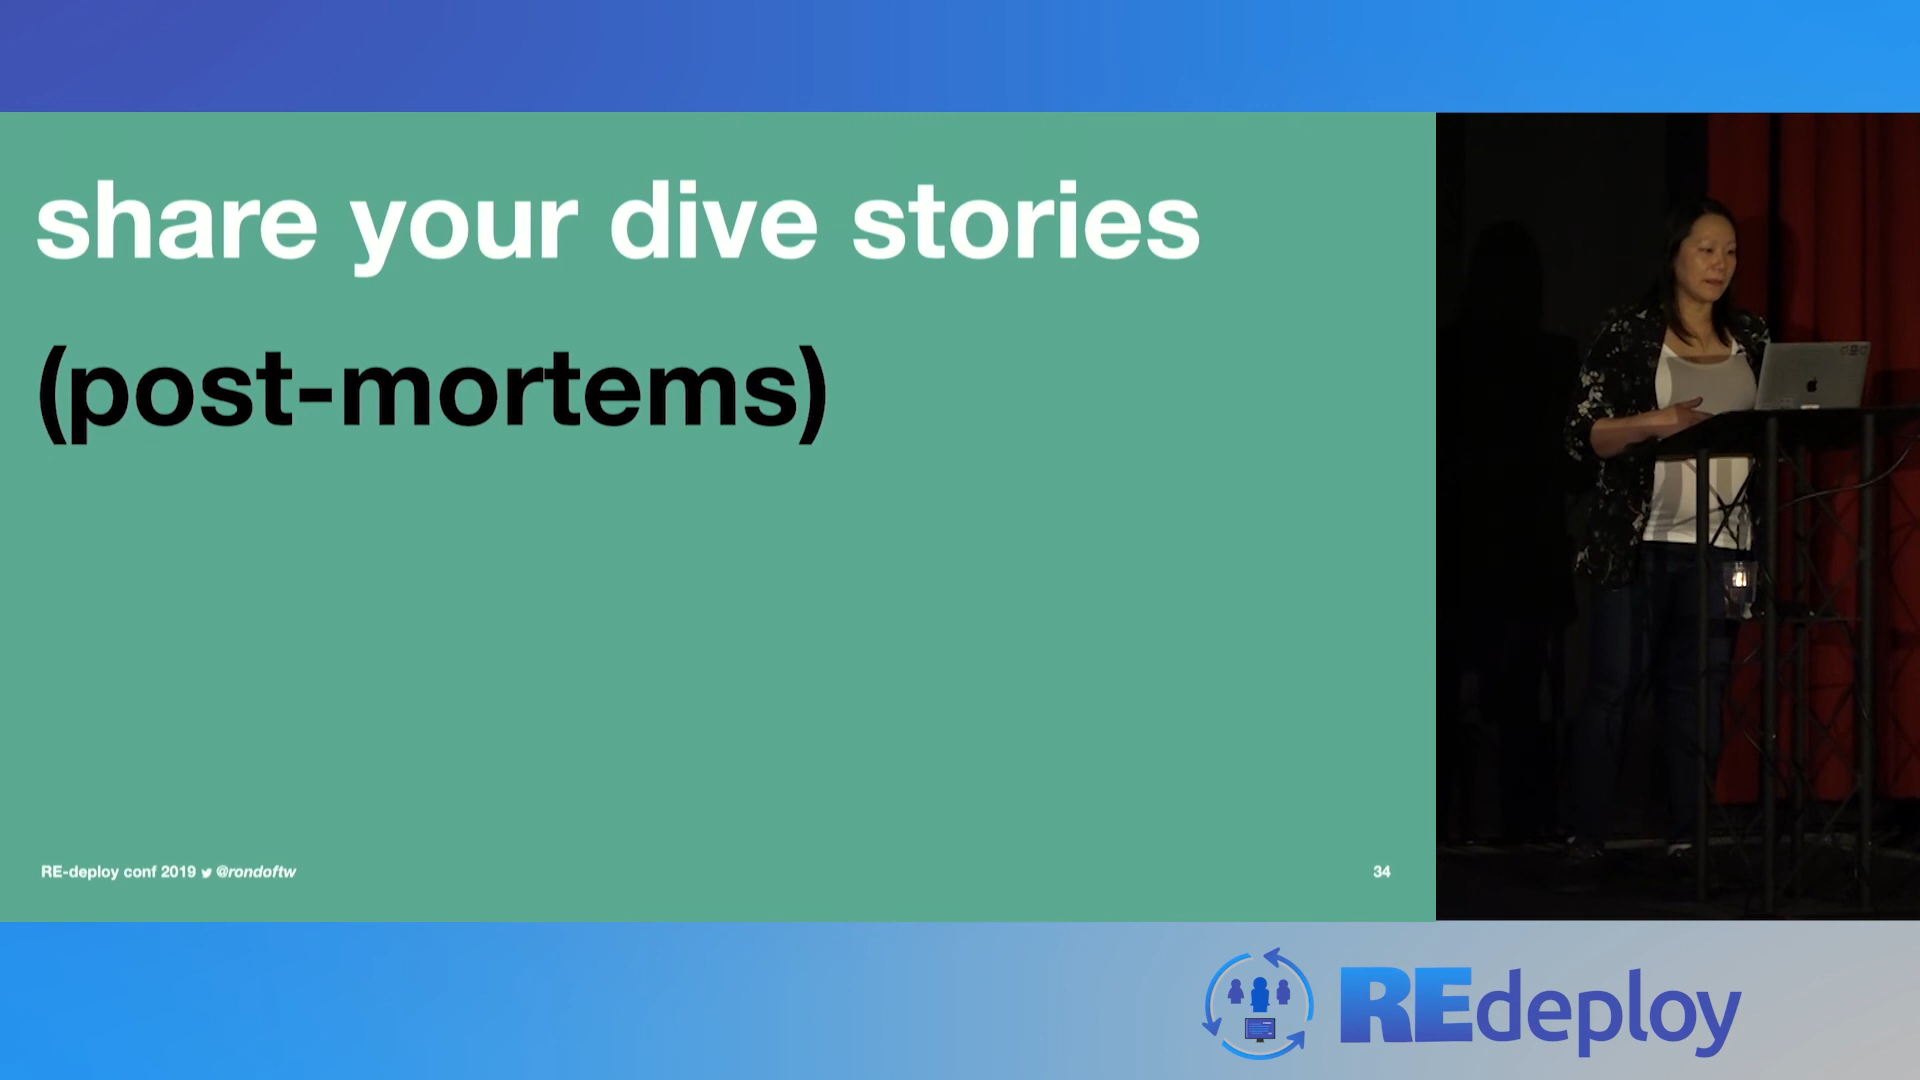 share your dive stories
(post-mortems)
RE-deploy conf 2019 @rondoftw
34
REdeploy